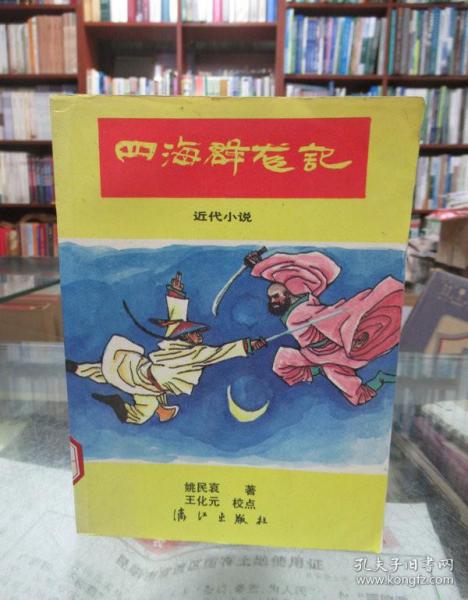 四海群龙記
近代小说
姚民哀 著
王化元 校点
漓江出版社
孔夫子旧书网
www.kongfz.com